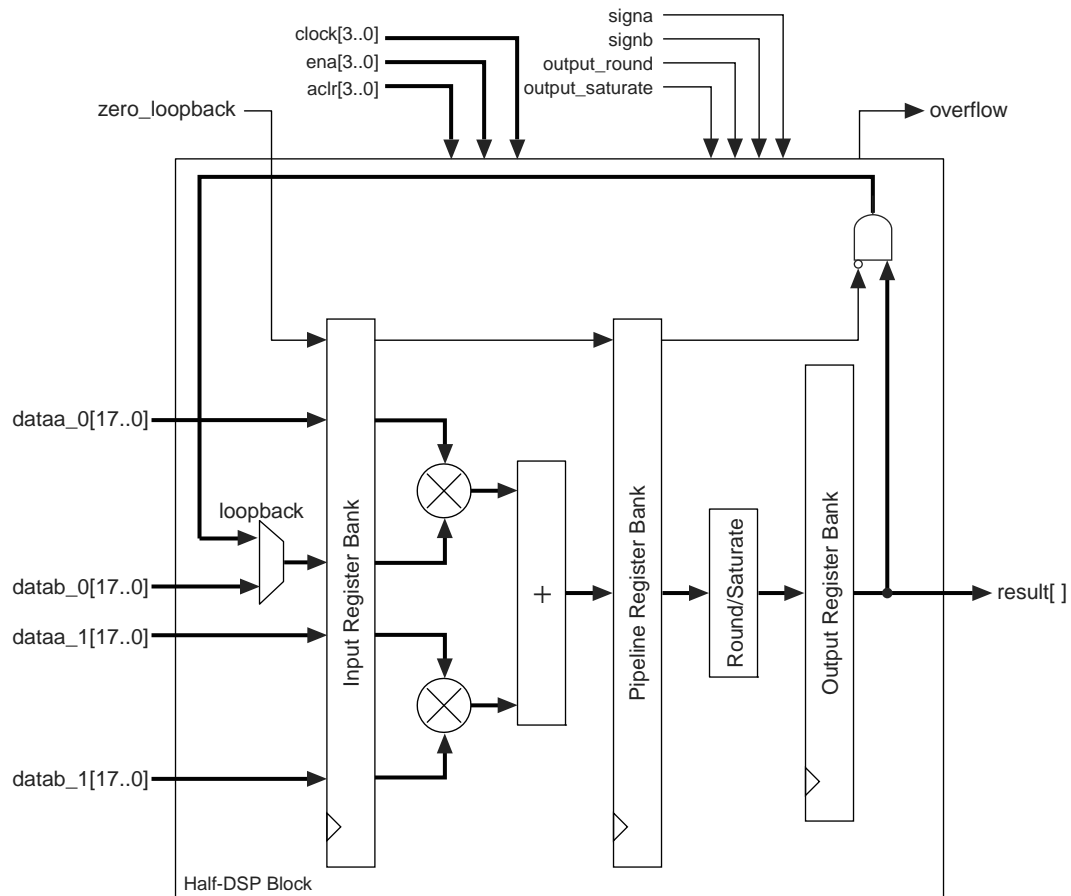 signa
clock[3..0]
signb
ena[3..0]
output_round
aclr[3..0]
output_saturate
zero_loopback
overflow
dataa_0[17..0]
loopback
datab_0[17..0]
dataa_1[17..0]
datab_1[17..0]
Input Register Bank
+
Pipeline Register Bank
Round/Saturate
Output Register Bank
result[ ]
Half-DSP Block